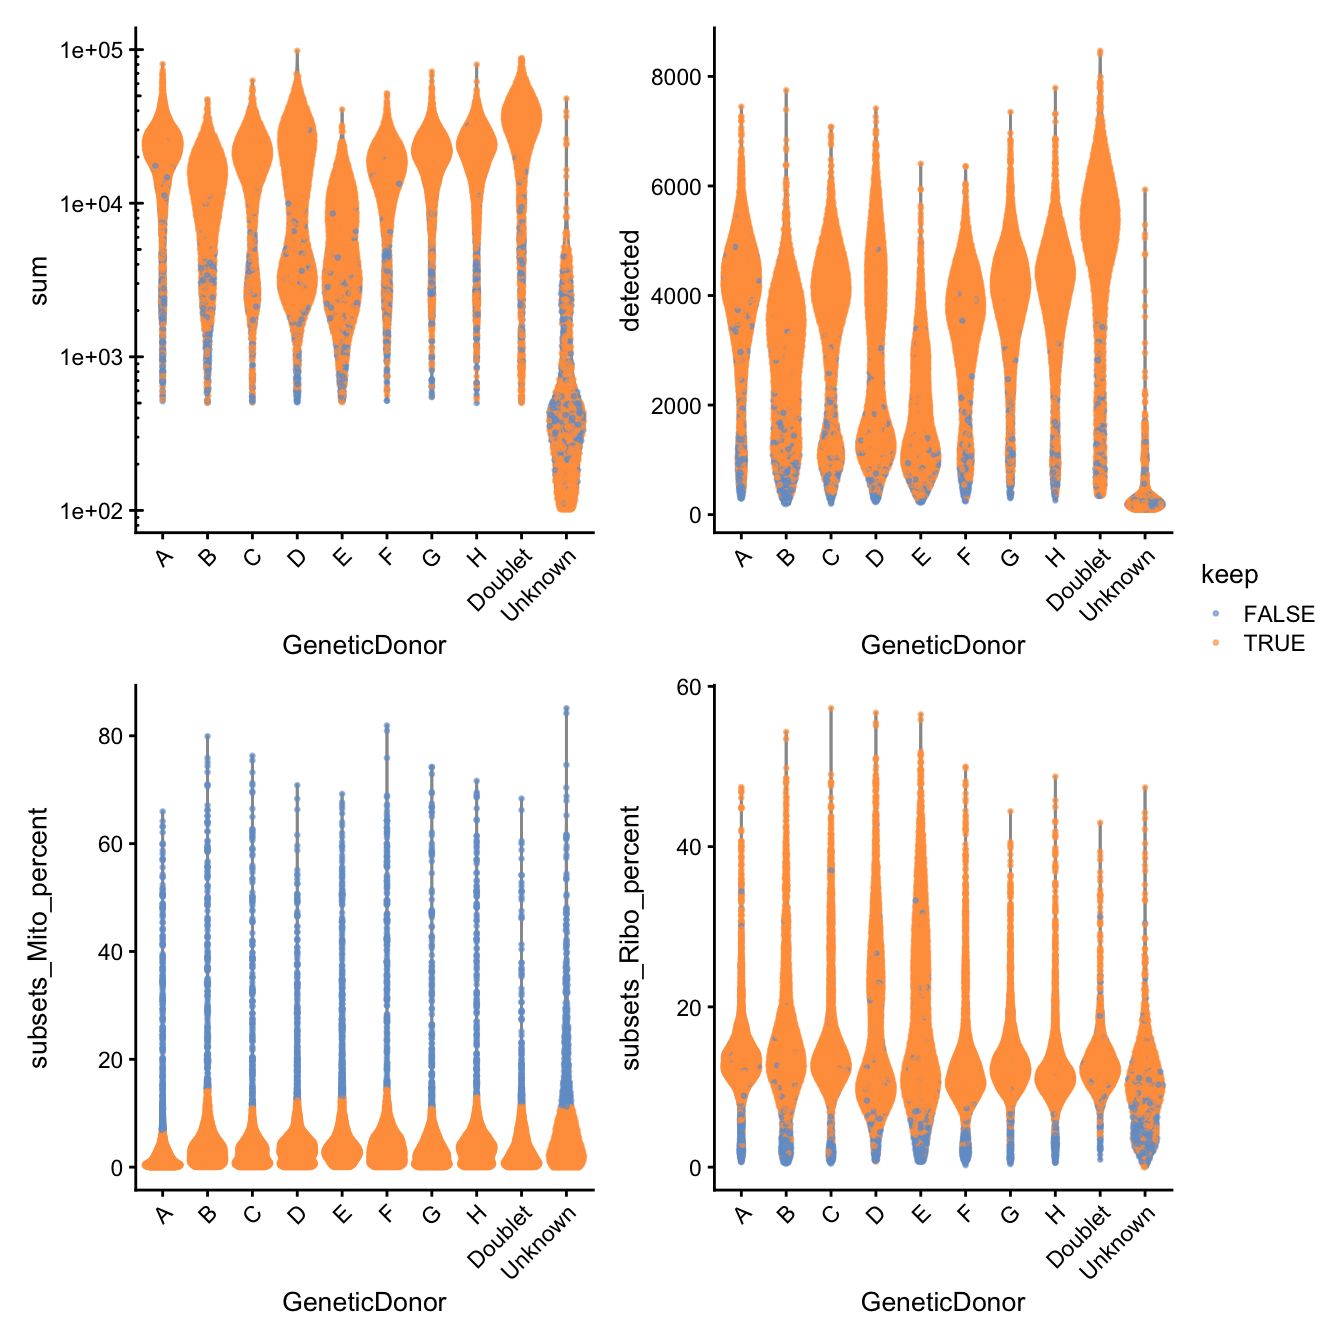 sum
1e+05
1e+04
1e+03
1e+02
A B C D E F G H Doublet Unknown
GeneticDonor
detected
8000
6000
4000
2000
0
A B C D E F G H Doublet Unknown
GeneticDonor
keep
FALSE
TRUE
subsets_Mito_percent
80
60
40
20
0
A B C D E F G H Doublet Unknown
GeneticDonor
subsets_Ribo_percent
60
40
20
0
A B C D E F G H Doublet Unknown
GeneticDonor